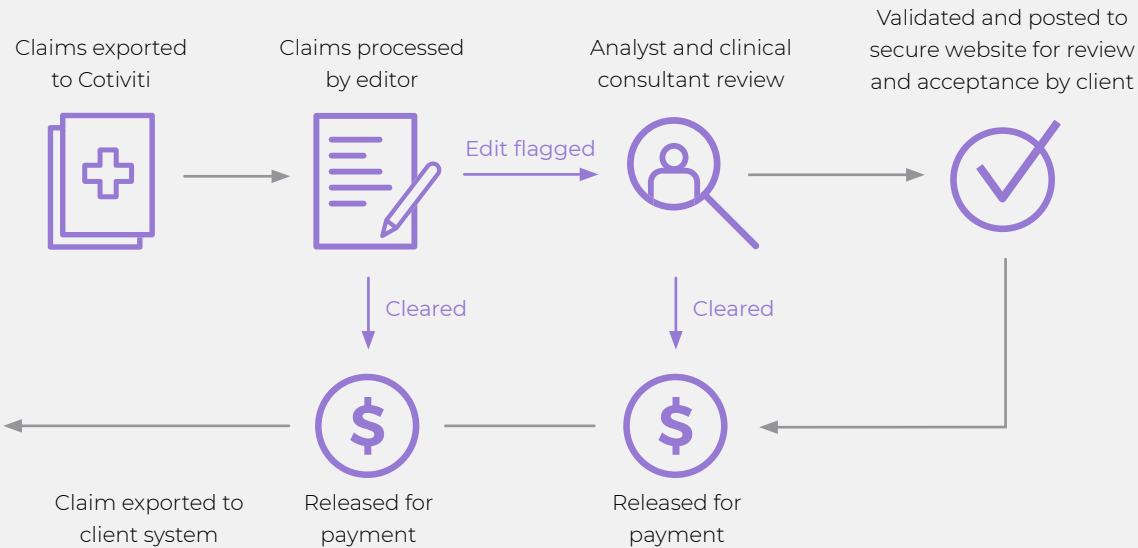 Claims exported
to Cotiviti
Claims processed
by editor
Analyst and clinical
consultant review
Validated and posted to
secure website for review
and acceptance by client
Edit flagged
Cleared
Cleared
$
$
Claim exported to
client system
Released for
payment
Released for
payment